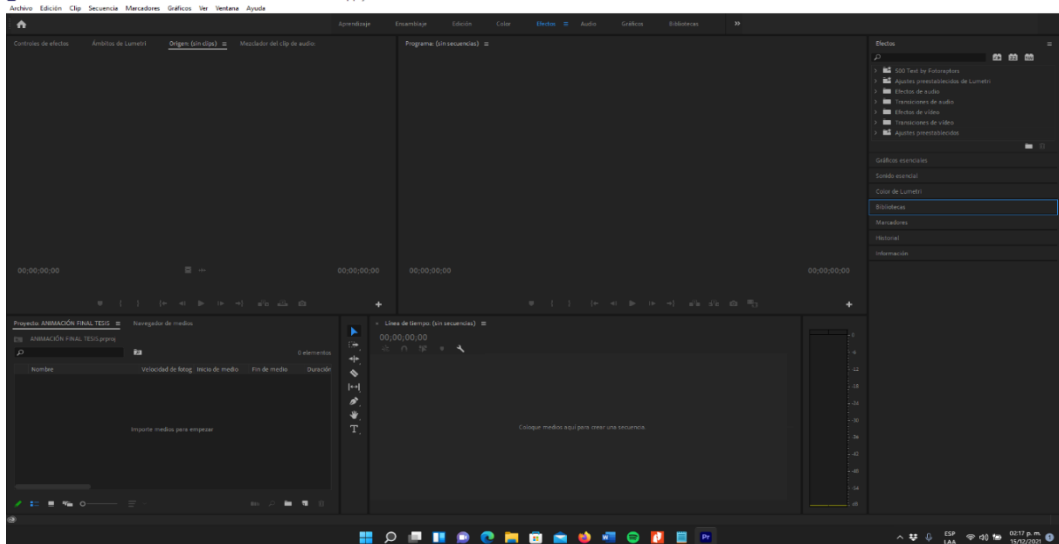 Archivo Edición Clip Secuencia Marcadores Gráficos Ver Ventana Ayuda
Aprendizaje Ensamblaje Edición Color Efectos Audio Gráficos Bibliotecas
Controles de efectos Ámbitos de Lumetri Origen: (sin clips) Mezclador del clip de audio:
Programa: (sin secuencias)
Efectos
500 Text by Fotoraptors
Ajustes preestablecidos de Lumetri
Efectos de audio
Transiciones de audio
Efectos de vídeo
Transiciones de vídeo
Ajustes preestablecidos
Gráficos esenciales
Sonido esencial
Color de Lumetri
Bibliotecas
Marcadores
Historial
Información
00;00;00;00 00;00;00;00 00;00;00;00 00;00;00;00
Proyecto: ANIMACIÓN FINAL TESIS Navegador de medios
ANIMACIÓN FINAL TESIS.prproj
0 elementos
Nombre Velocidad de fotog Inicio de medio Fin de medio Duración
Importe medios para empezar
T
Línea de tiempo: (sin secuencias)
00;00;00;00
Coloque medios aquí para crear una secuencia.
Pr
ESP
LAA
02:17 p. m.
15/12/2021